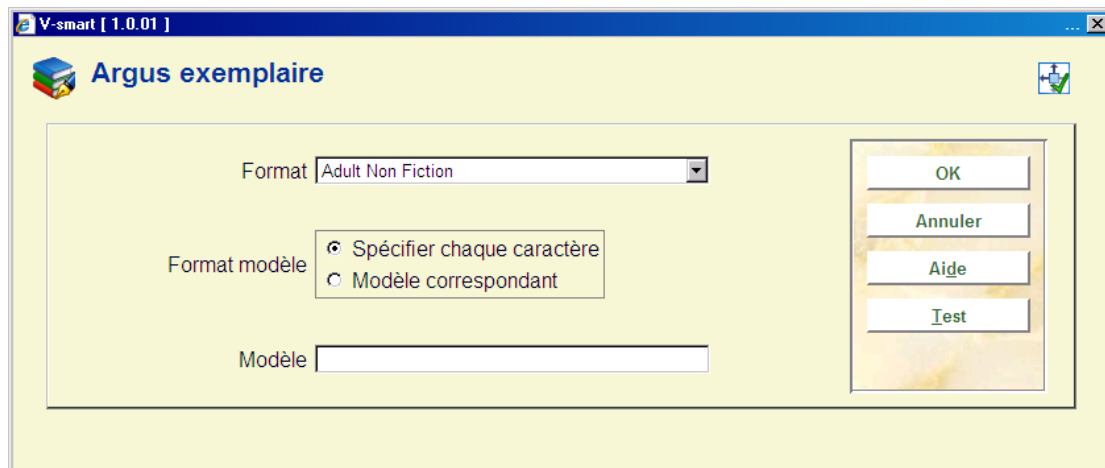 V-smart [ 1.0.01 ] ...
Argus exemplaire
Format Adult Non Fiction
Format modèle
Spécifier chaque caractère
Modèle correspondant
Modèle
OK
Annuler
Aide
Test